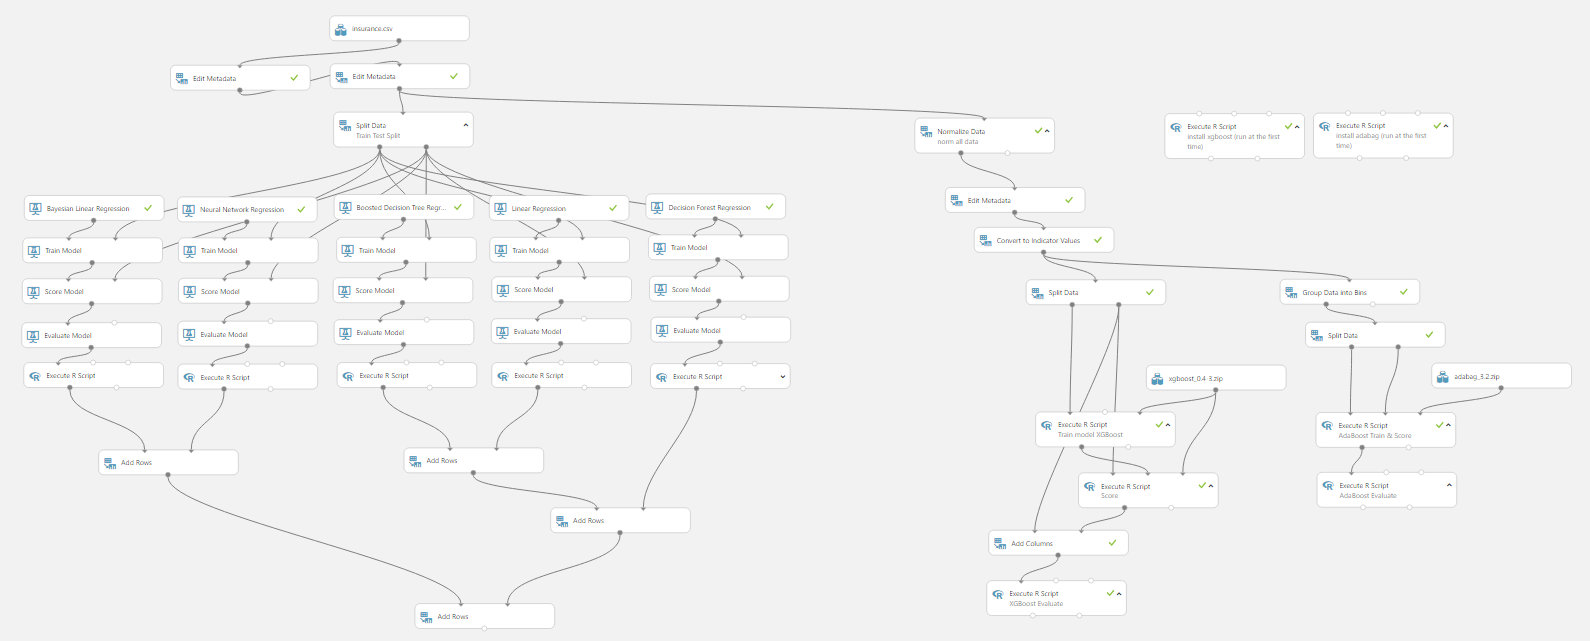 insurance.csv
Edit Metadata
Edit Metadata
Split Data
Train Test Split
Normalize Data
norm all data
Execute R Script
install xgboost (run at the first
time)
Execute R Script
install adabag (run at the first
time)
Bayesian Linear Regression
Neural Network Regression
Boosted Decision Tree Regr...
Linear Regression
Decision Forest Regression
Edit Metadata
Train Model
Train Model
Train Model
Train Model
Train Model
Convert to Indicator Values
Score Model
Score Model
Score Model
Score Model
Score Model
Split Data
Group Data into Bins
Evaluate Model
Evaluate Model
Evaluate Model
Evaluate Model
Evaluate Model
Split Data
Execute R Script
Execute R Script
Execute R Script
Execute R Script
Execute R Script
xgboost_0.4-3.zip
adabag_3.2.zip
Execute R Script
Train model XGBoost
Execute R Script
AdaBoost Train & Score
Add Rows
Add Rows
Execute R Script
Score
Execute R Script
AdaBoost Evaluate
Add Rows
Add Columns
Execute R Script
XGBoost Evaluate
Add Rows